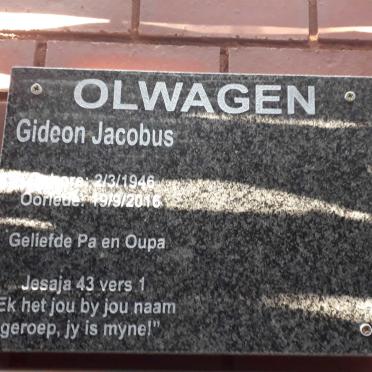 OLWAGEN
Gideon Jacobus
2/3/1946
Oorlede: 19/9/2016
Geliefde Pa en Oupa
Jesaja 43 vers 1
Ek het jou by jou naam
geroep, jy is myne!"